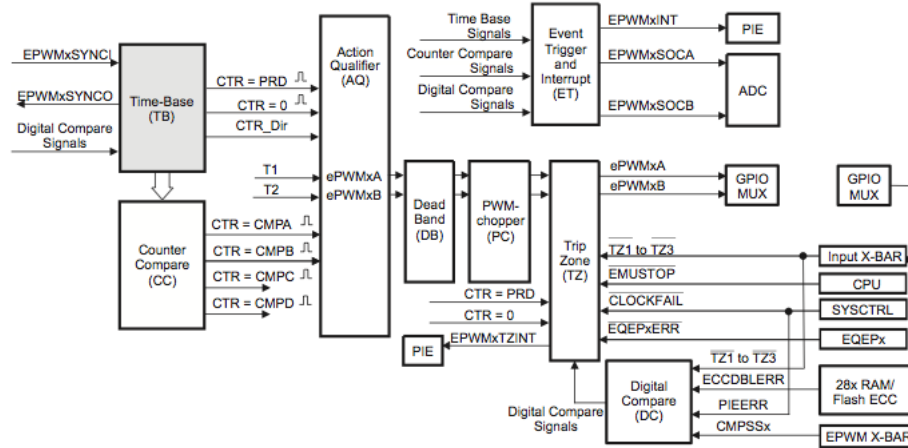 EPWMxSYNCI
EPWMxSYNCO
Digital Compare
Signals
Time-Base
(TB)
CTR = PRD
CTR = 0
CTR_Dir
T1
T2
Action
Qualifier
(AQ)
ePWMxA
ePWMxB
Counter
Compare
(CC)
CTR = CMPA
CTR = CMPB
CTR = CMPC
CTR = CMPD
Time Base
Signals
Counter Compare
Signals
Digital Compare
Signals
Event
Trigger
and
Interrupt
(ET)
EPWMxINT
EPWMxSOCA
EPWMxSOCB
PIE
ADC
Dead
Band
(DB)
PWM-
chopper
(PC)
Trip
Zone
(TZ)
ePWMxA
ePWMxB
GPIO
MUX
GPIO
MUX
CTR = PRD
CTR = 0
EPWMxTZINT
PIE
TZ1 to TZ3
EMUSTOP
CLOCKFAIL
EQEPxERR
Input X-BAR
CPU
SYSCTRL
EQEPx
Digital Compare
Signals
Digital
Compare
(DC)
TZ1 to TZ3
ECCDBLERR
PIEERR
CMPSSx
28x RAM/
Flash ECC
EPWM X-BAR